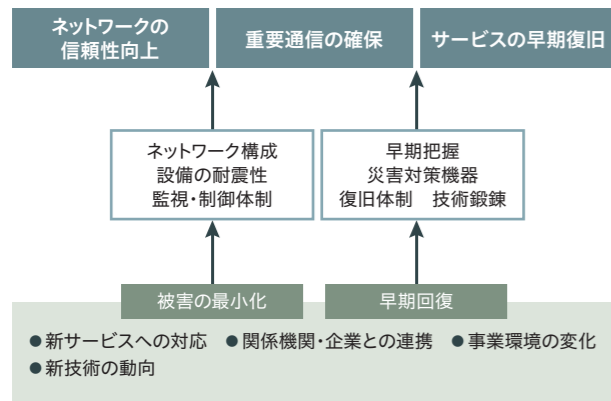 ネットワークの
信頼性向上
重要通信の確保
サービスの早期復旧
ネットワーク構成
設備の耐震性
監視・制御体制
早期把握
災害対策機器
復旧体制 技術鍛錬
被害の最小化
早期回復
●新サービスへの対応 ●関係機関・企業との連携 ●事業環境の変化
●新技術の動向